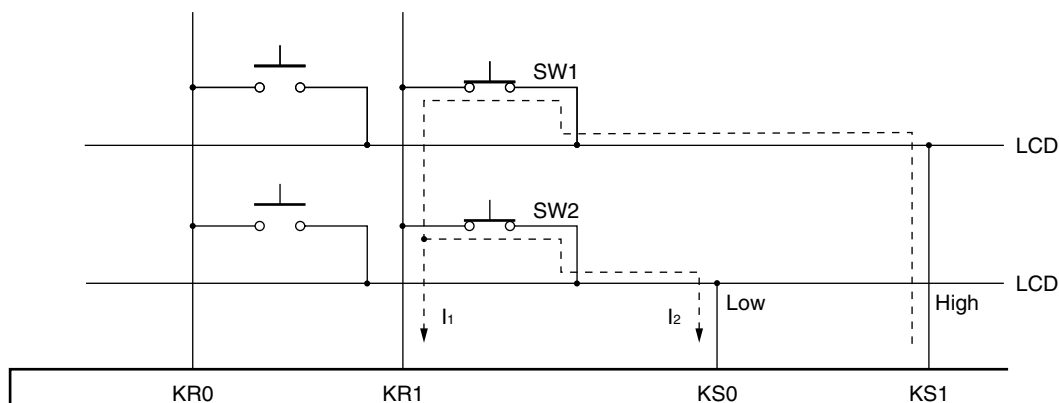 SW1
LCD
SW2
LCD
Low
High
I₁
I₂
KR0
KR1
KS0
KS1